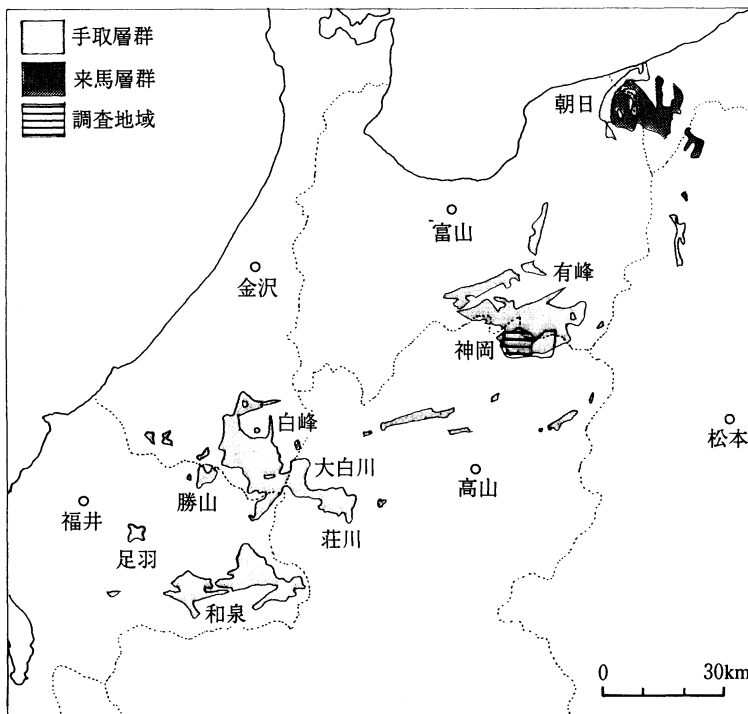 手取層群
来馬層群
調査地域
朝日
富山
有峰
金沢
神岡
白峰
松本
大白川
高山
勝山
福井
荘川
足羽
和泉
0 30km